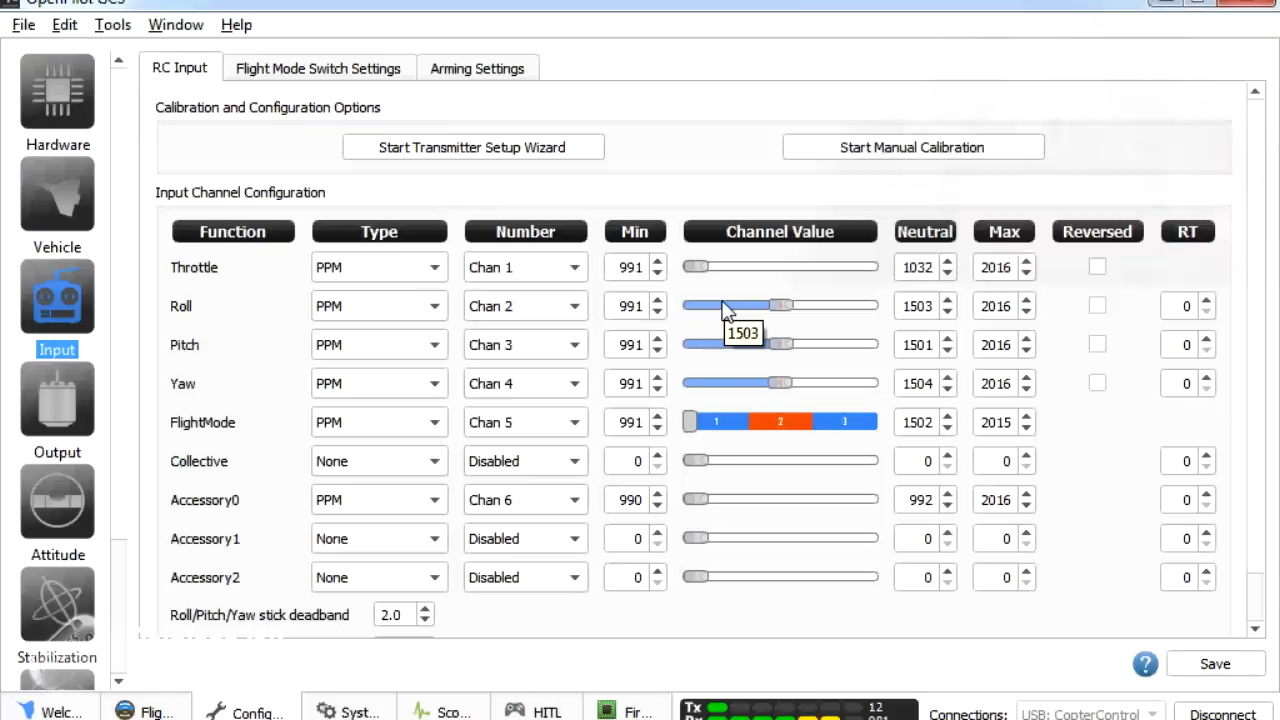 OpenPilot GCS
File Edit Tools Window Help
RC Input Flight Mode Switch Settings Arming Settings
Calibration and Configuration Options
Start Transmitter Setup Wizard Start Manual Calibration
Input Channel Configuration
Function Type Number Min Channel Value Neutral Max Reversed RT
Throttle PPM Chan 1 991 1032 2016
Roll PPM Chan 2 991 1503 2016 0
1503
Pitch PPM Chan 3 991 1501 2016 0
Yaw PPM Chan 4 991 1504 2016 0
FlightMode PPM Chan 5 991 1 2 3 1502 2015
Collective None Disabled 0 0 0 0
Accessory0 PPM Chan 6 990 992 2016 0
Accessory1 None Disabled 0 0 0 0
Accessory2 None Disabled 0 0 0 0
Roll/Pitch/Yaw stick deadband 2.0
Hardware
Vehicle
Input
Output
Attitude
Stabilization
Save
Welc... Flig... Config... Syst... Sco... HITL Fir...
Tx 12
Connections: USB: CopterControl Disconnect